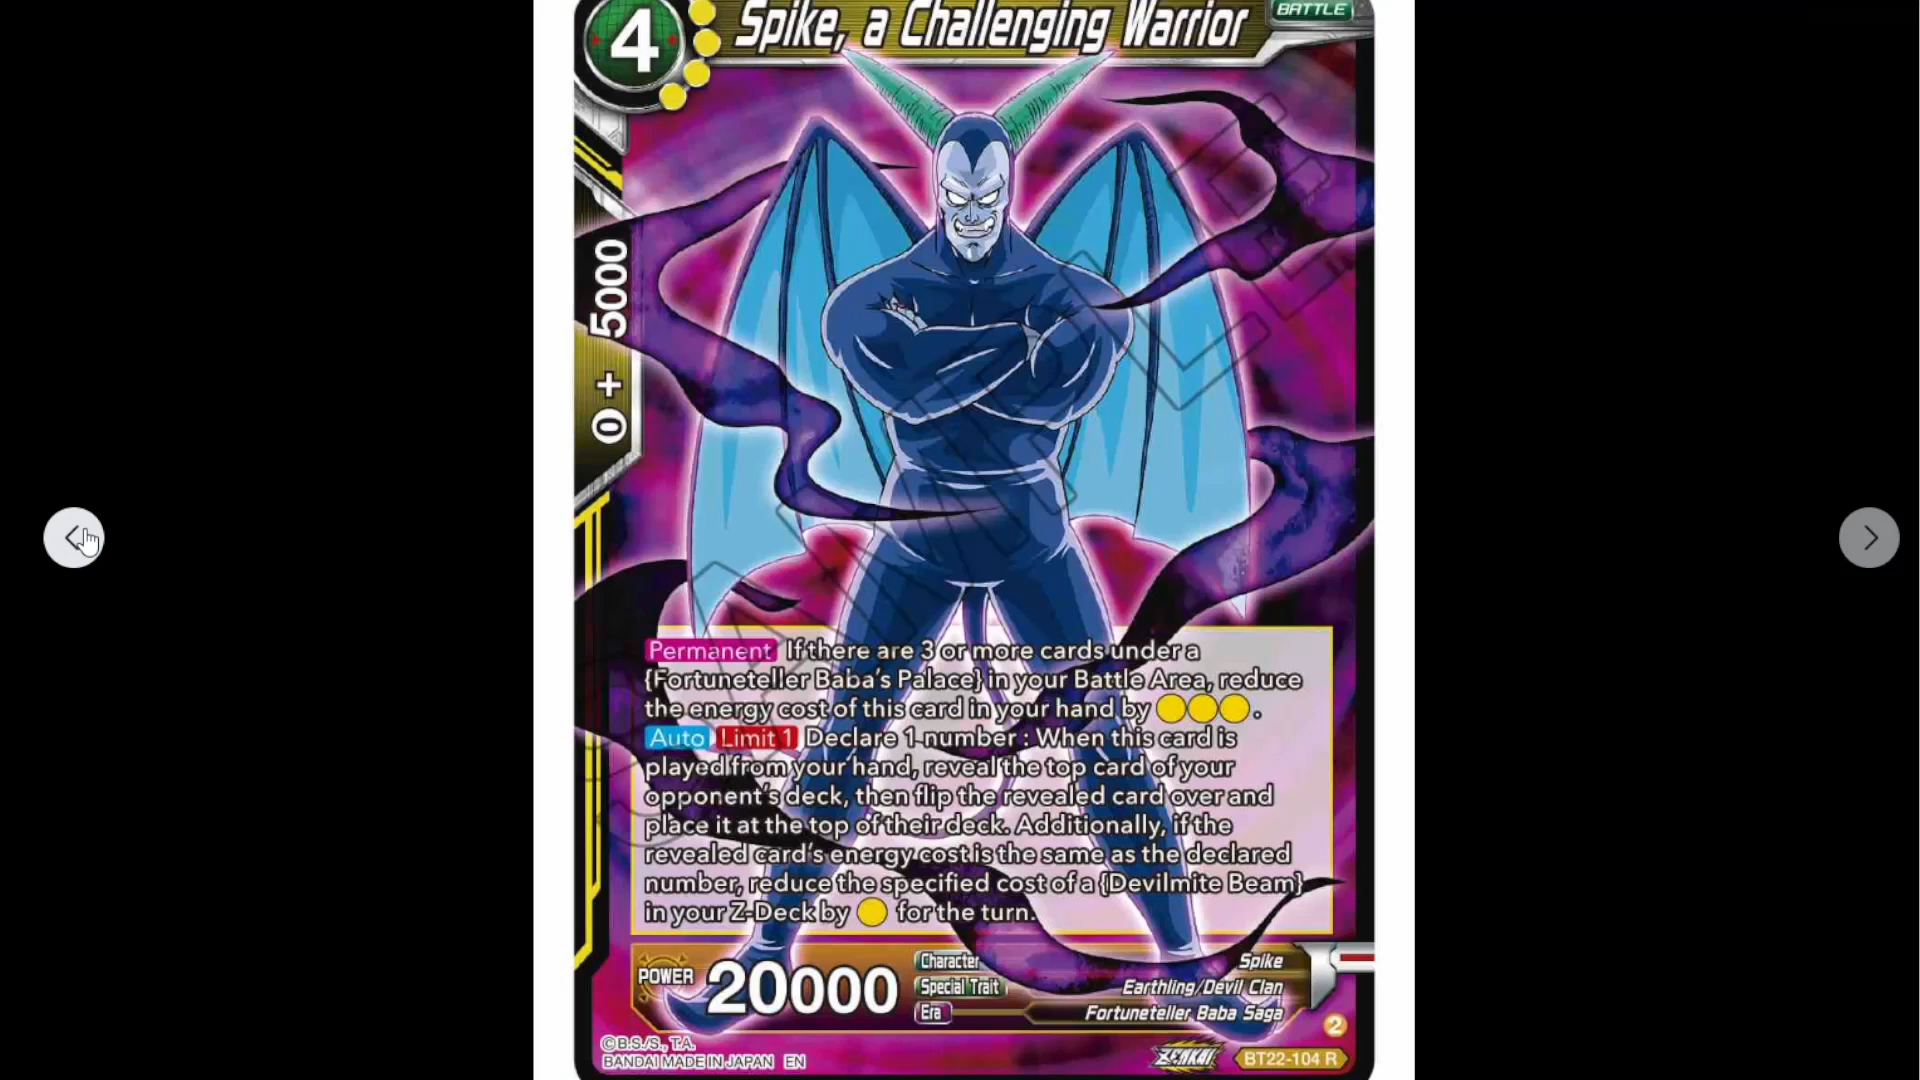 4
Spike, a Challenging Warrior
BATTLE
0 + 5000
Permanent If there are 3 or more cards under a
{Fortuneteller Baba's Palace} in your Battle Area, reduce
the energy cost of this card in your hand by .
Auto Limit 1 Declare 1 number : When this card is
played from your hand, reveal the top card of your
opponent's deck, then flip the revealed card over and
place it at the top of their deck. Additionally, if the
revealed card's energy cost is the same as the declared
number, reduce the specified cost of a {Devilmite Beam}
in your Z-Deck by for the turn.
POWER 20000
Character Spike
Special Trait Earthling/Devil Clan
Era Fortuneteller Baba Saga
2
©B.S./S., T.A.
BANDAI MADE IN JAPAN EN
ZENKAI
BT22-104 R
SAMPLE